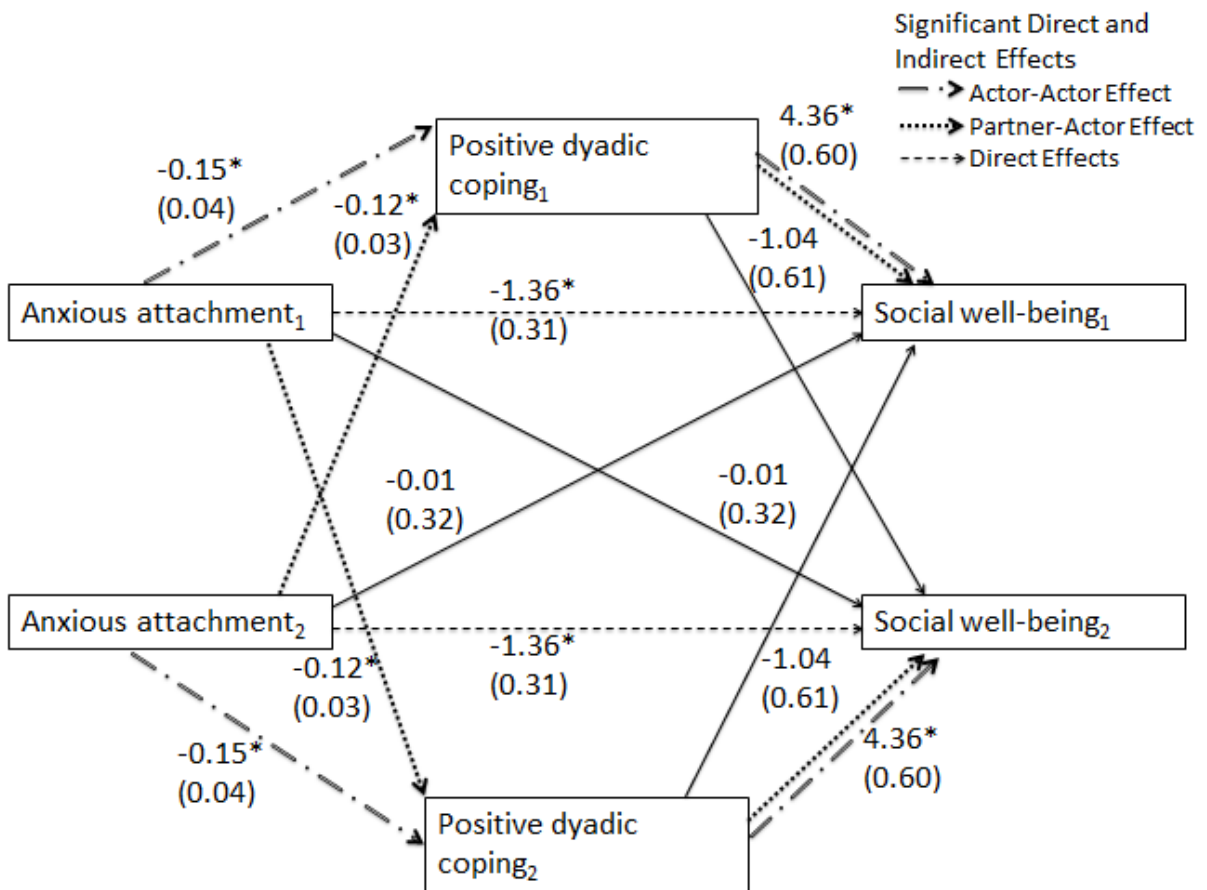 Significant Direct and
Indirect Effects
Actor-Actor Effect
Partner-Actor Effect
Direct Effects
4.36*
(0.60)
Positive dyadic
coping₁
-0.15*
(0.04)
-0.12*
(0.03)
-1.04
(0.61)
Anxious attachment₁
-1.36*
(0.31)
Social well-being₁
-0.01
(0.32)
-0.01
(0.32)
Anxious attachment₂
-1.36*
(0.31)
Social well-being₂
-0.12*
(0.03)
-1.04
(0.61)
-0.15*
(0.04)
4.36*
(0.60)
Positive dyadic
coping₂